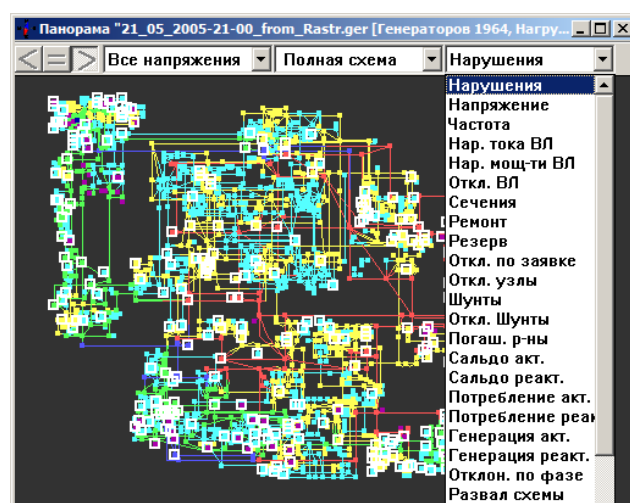 Панорама "21_05_2005-21-00_from_Rastr.ger [Генераторов 1964, Нагру...
Все напряжения Полная схема Нарушения
Нарушения
Напряжение
Частота
Нар. тока ВЛ
Нар. мощ-ти ВЛ
Откл. ВЛ
Сечения
Ремонт
Резерв
Откл. по заявке
Откл. узлы
Шунты
Откл. Шунты
Погаш. р-ны
Сальдо акт.
Сальдо реакт.
Потребление акт.
Потребление реак
Генерация акт.
Генерация реакт.
Отклон. по фазе
Развал схемы